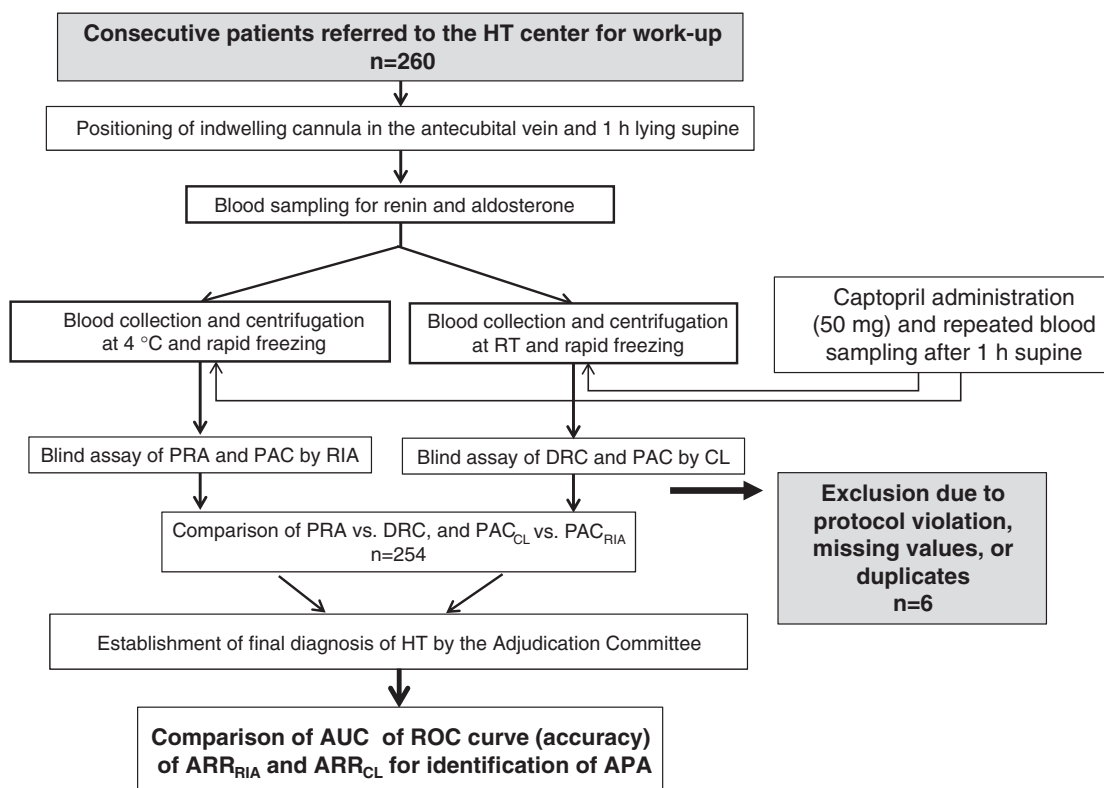 Consecutive patients referred to the HT center for work-up
n=260
Positioning of indwelling cannula in the antecubital vein and 1 h lying supine
Blood sampling for renin and aldosterone
Blood collection and centrifugation
at 4 °C and rapid freezing
Blood collection and centrifugation
at RT and rapid freezing
Captopril administration
(50 mg) and repeated blood
sampling after 1 h supine
Blind assay of PRA and PAC by RIA
Blind assay of DRC and PAC by CL
Exclusion due to
protocol violation,
missing values, or
duplicates
n=6
Comparison of PRA vs. DRC, and PACCL vs. PACRIA
n=254
Establishment of final diagnosis of HT by the Adjudication Committee
Comparison of AUC of ROC curve (accuracy)
of ARRRIA and ARRCL for identification of APA